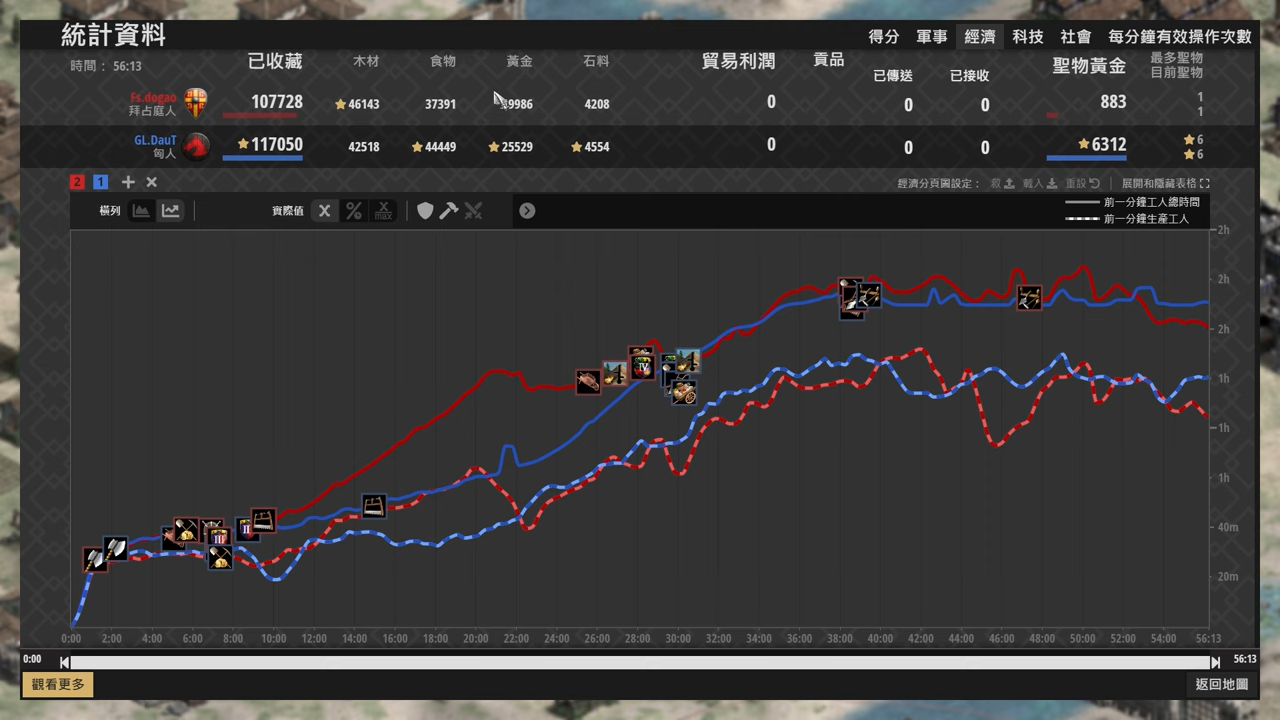 統計資料
得分 軍事 經濟 科技 社會 每分鐘有效操作次數
時間： 56:13
已收藏 木材 食物 黃金 石料 貿易利潤 貢品 已傳送 已接收 聖物黃金 最多聖物
目前聖物
Fs.dogao
拜占庭人
107728 46143 37391 9986 4208 0 0 0 883 1
1
GL.DauT
匈人
117050 42518 44449 25529 4554 0 0 0 6312 6
6
2 1
經濟分頁圖設定： 載入 重設 展開和隱藏表格
橫列 實際值 X % X max
前一分鐘工人總時間
前一分鐘生產工人
II III IV
2h
2h
2h
1h
1h
1h
40m
20m
0:00 2:00 4:00 6:00 8:00 10:00 12:00 14:00 16:00 18:00 20:00 22:00 24:00 26:00 28:00 30:00 32:00 34:00 36:00 38:00 40:00 42:00 44:00 46:00 48:00 50:00 52:00 54:00 56:13
0:00 56:13
觀看更多 返回地圖